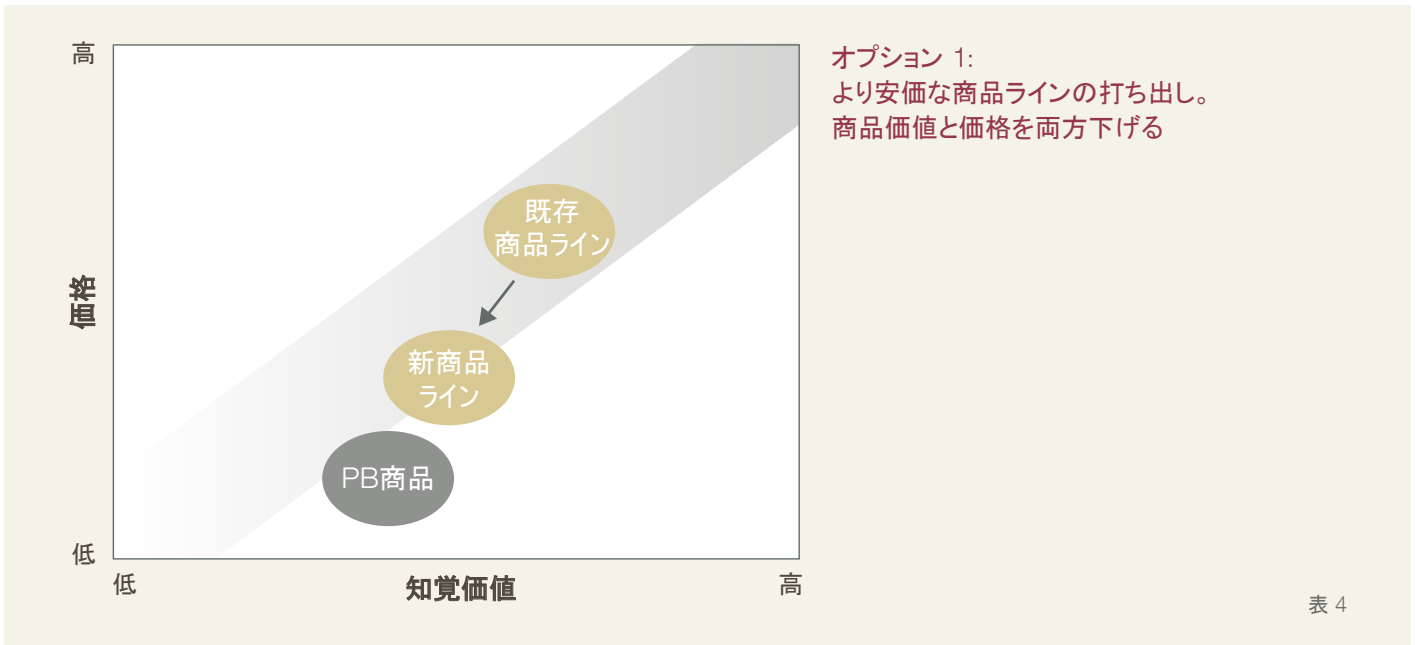 高
オプション 1:
より安価な商品ラインの打ち出し。
商品価値と価格を両方下げる
既存
商品ライン
価格
新商品
ライン
PB商品
低
低
知覚価値
高
表 4